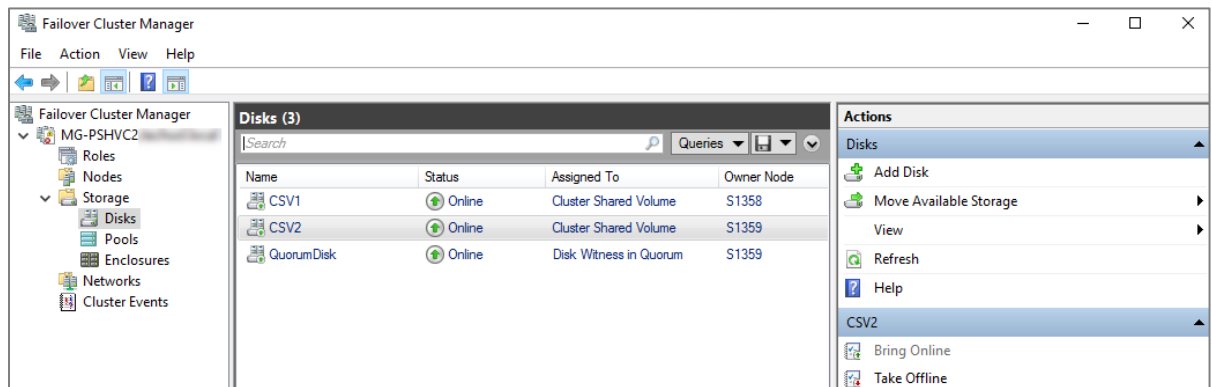 Failover Cluster Manager
File Action View Help
Failover Cluster Manager
MG-PSHVC2
Roles
Nodes
Storage
Disks
Pools
Enclosures
Networks
Cluster Events
Disks (3)
Search
Queries
Name Status Assigned To Owner Node
CSV1 Online Cluster Shared Volume S1358
CSV2 Online Cluster Shared Volume S1359
QuorumDisk Online Disk Witness in Quorum S1359
Actions
Disks
Add Disk
Move Available Storage
View
Refresh
Help
CSV2
Bring Online
Take Offline